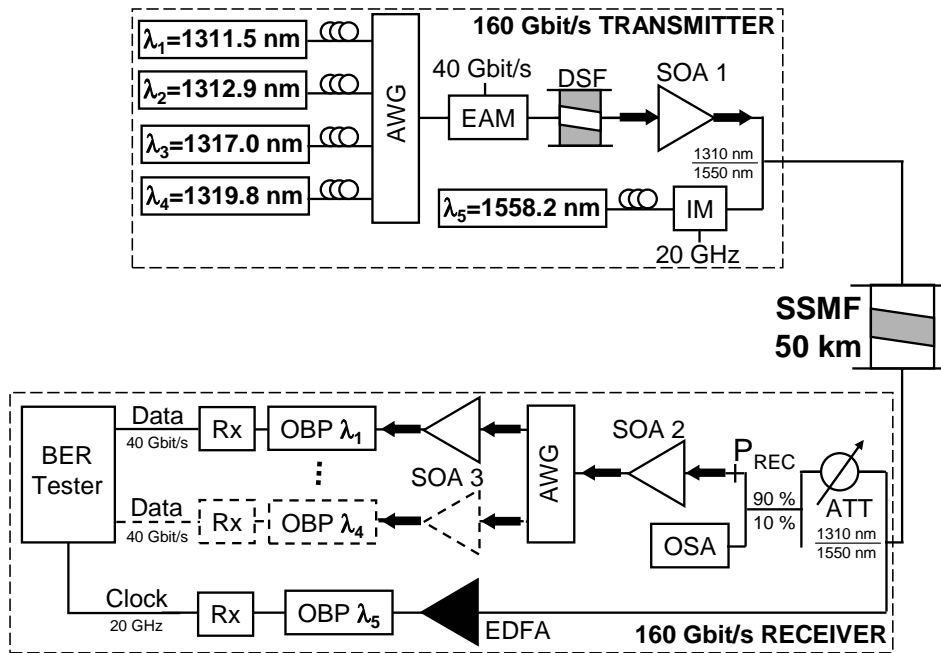 160 Gbit/s TRANSMITTER
λ1=1311.5 nm
λ2=1312.9 nm
λ3=1317.0 nm
λ4=1319.8 nm
AWG
40 Gbit/s
EAM
DSF
SOA 1
1310 nm
1550 nm
λ5=1558.2 nm
IM
20 GHz
SSMF
50 km
BER
Tester
Data
40 Gbit/s
Rx
OBP λ1
SOA 3
Data
40 Gbit/s
Rx
OBP λ4
AWG
SOA 2
PREC
90 %
10 %
OSA
ATT
1310 nm
1550 nm
Clock
20 GHz
Rx
OBP λ5
EDFA
160 Gbit/s RECEIVER